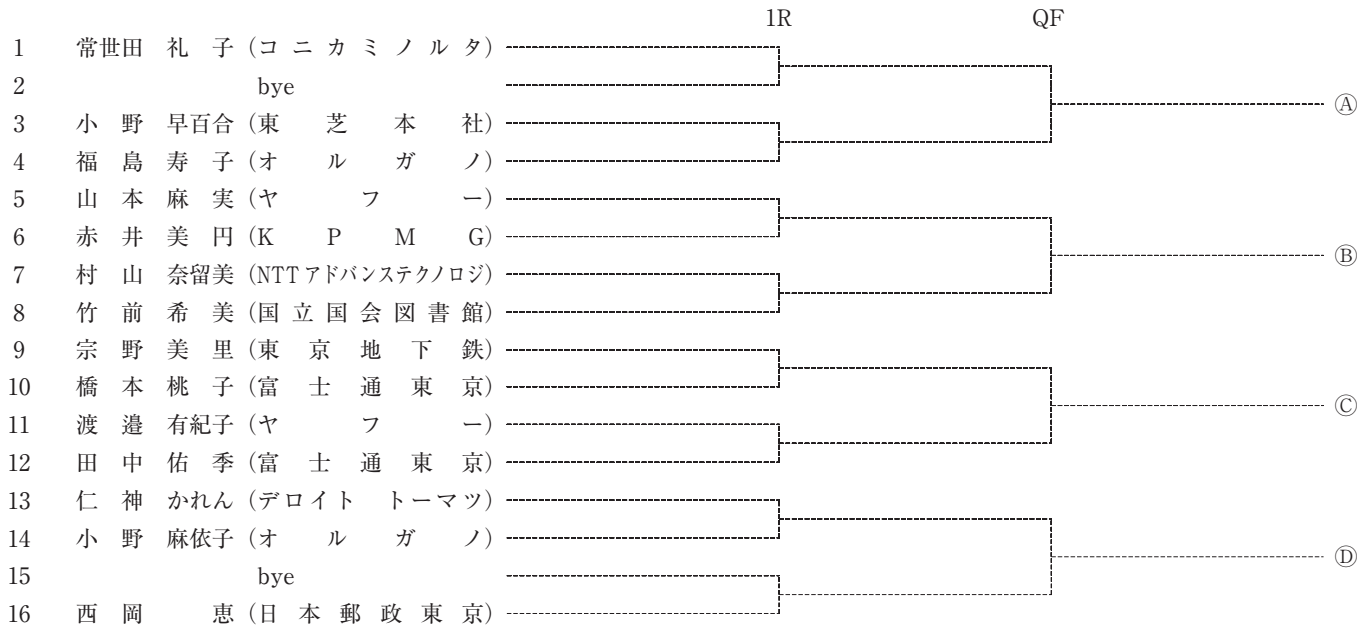 1R QF
1 常世田 礼 子 (コ ニ カ ミ ノ ル タ)
2 bye
3 小 野 早百合 (東 芝 本 社)
4 福 島 寿 子 (オ ル ガ ノ)
5 山 本 麻 実 (ヤ フ ー)
6 赤 井 美 円 (K P M G)
7 村 山 奈留美 (NTTアドバンステクノロジ)
8 竹 前 希 美 (国 立 国 会 図 書 館)
9 宗 野 美 里 (東 京 地 下 鉄)
10 橋 本 桃 子 (富 士 通 東 京)
11 渡 邉 有紀子 (ヤ フ ー)
12 田 中 佑 季 (富 士 通 東 京)
13 仁 神 かれん (デロイト トーマツ)
14 小 野 麻依子 (オ ル ガ ノ)
15 bye
16 西 岡 恵 (日 本 郵 政 東 京)
Ⓐ
Ⓑ
Ⓒ
Ⓓ